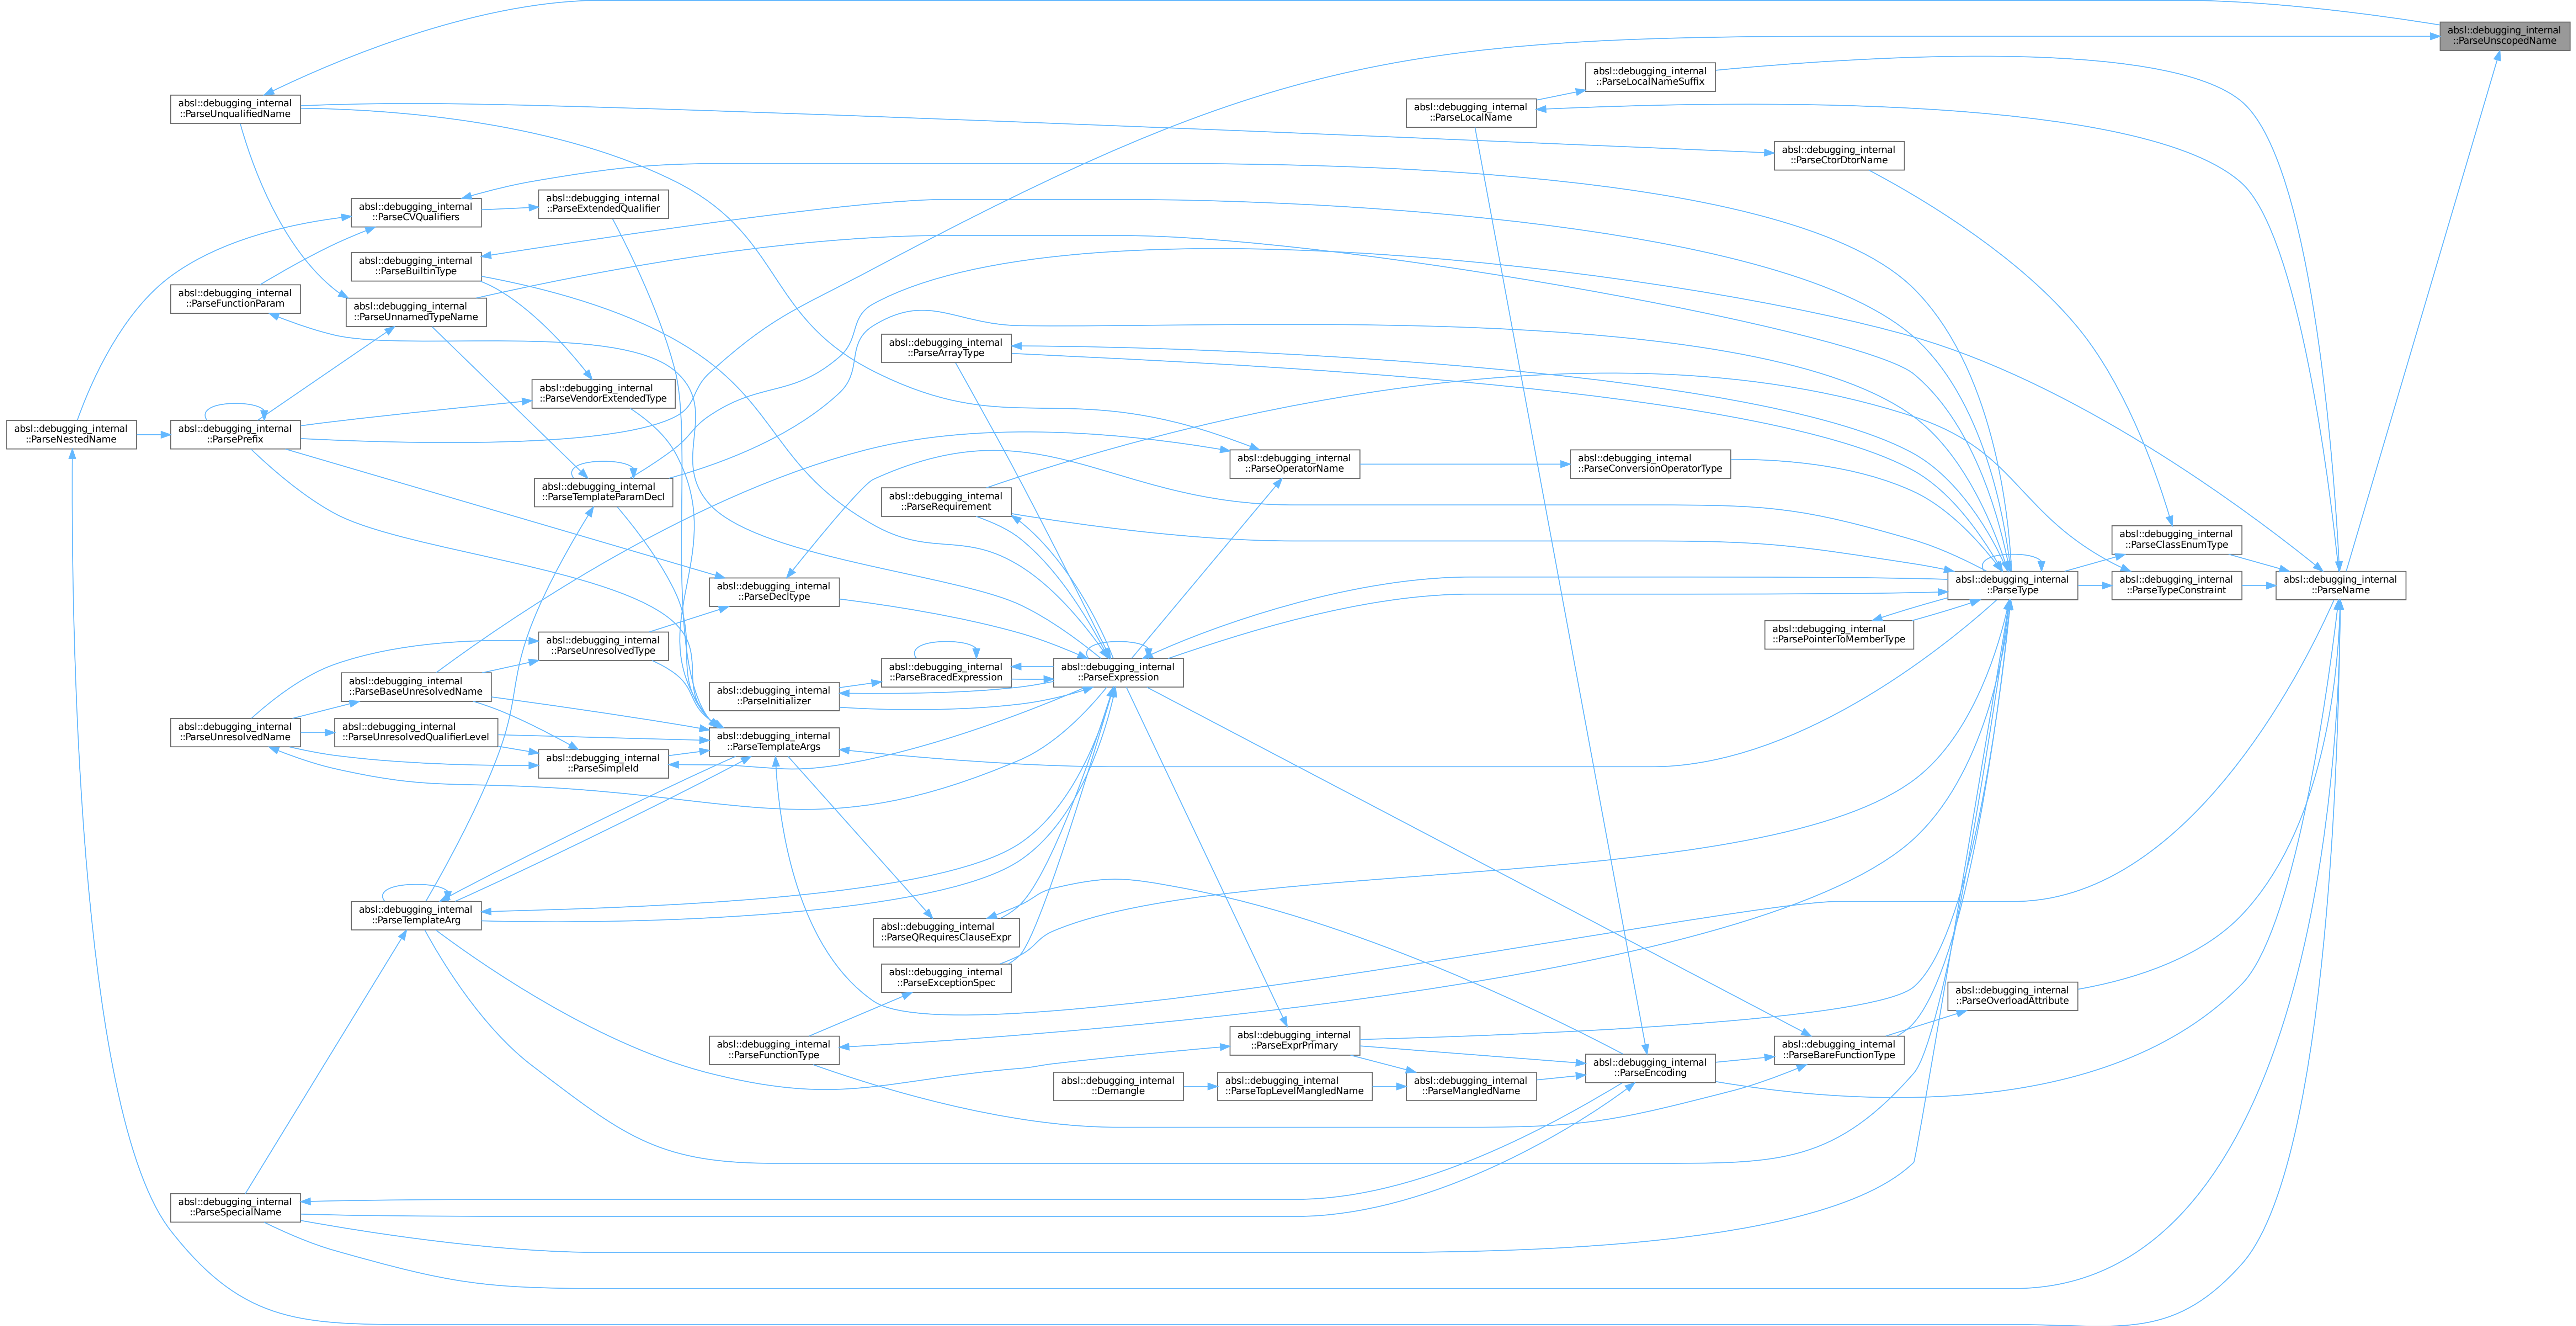 absl::debugging_internal
::ParseUnscopedName
absl::debugging_internal
::ParseLocalNameSuffix
absl::debugging_internal
::ParseUnqualifiedName
absl::debugging_internal
::ParseLocalName
absl::debugging_internal
::ParseCtorDtorName
absl::debugging_internal
::ParseExtendedQualifier
absl::debugging_internal
::ParseCVQualifiers
absl::debugging_internal
::ParseBuiltinType
absl::debugging_internal
::ParseFunctionParam
absl::debugging_internal
::ParseUnnamedTypeName
absl::debugging_internal
::ParseArrayType
absl::debugging_internal
::ParseVendorExtendedType
absl::debugging_internal
::ParseNestedName
absl::debugging_internal
::ParsePrefix
absl::debugging_internal
::ParseOperatorName
absl::debugging_internal
::ParseConversionOperatorType
absl::debugging_internal
::ParseTemplateParamDecl
absl::debugging_internal
::ParseRequirement
absl::debugging_internal
::ParseClassEnumType
absl::debugging_internal
::ParseDecltype
absl::debugging_internal
::ParseType
absl::debugging_internal
::ParseTypeConstraint
absl::debugging_internal
::ParseName
absl::debugging_internal
::ParsePointerToMemberType
absl::debugging_internal
::ParseUnresolvedType
absl::debugging_internal
::ParseBracedExpression
absl::debugging_internal
::ParseExpression
absl::debugging_internal
::ParseBaseUnresolvedName
absl::debugging_internal
::ParseInitializer
absl::debugging_internal
::ParseUnresolvedName
absl::debugging_internal
::ParseUnresolvedQualifierLevel
absl::debugging_internal
::ParseTemplateArgs
absl::debugging_internal
::ParseSimpleId
absl::debugging_internal
::ParseTemplateArg
absl::debugging_internal
::ParseQRequiresClauseExpr
absl::debugging_internal
::ParseExceptionSpec
absl::debugging_internal
::ParseOverloadAttribute
absl::debugging_internal
::ParseFunctionType
absl::debugging_internal
::ParseExprPrimary
absl::debugging_internal
::ParseBareFunctionType
absl::debugging_internal
::ParseEncoding
absl::debugging_internal
::Demangle
absl::debugging_internal
::ParseTopLevelMangledName
absl::debugging_internal
::ParseMangledName
absl::debugging_internal
::ParseSpecialName